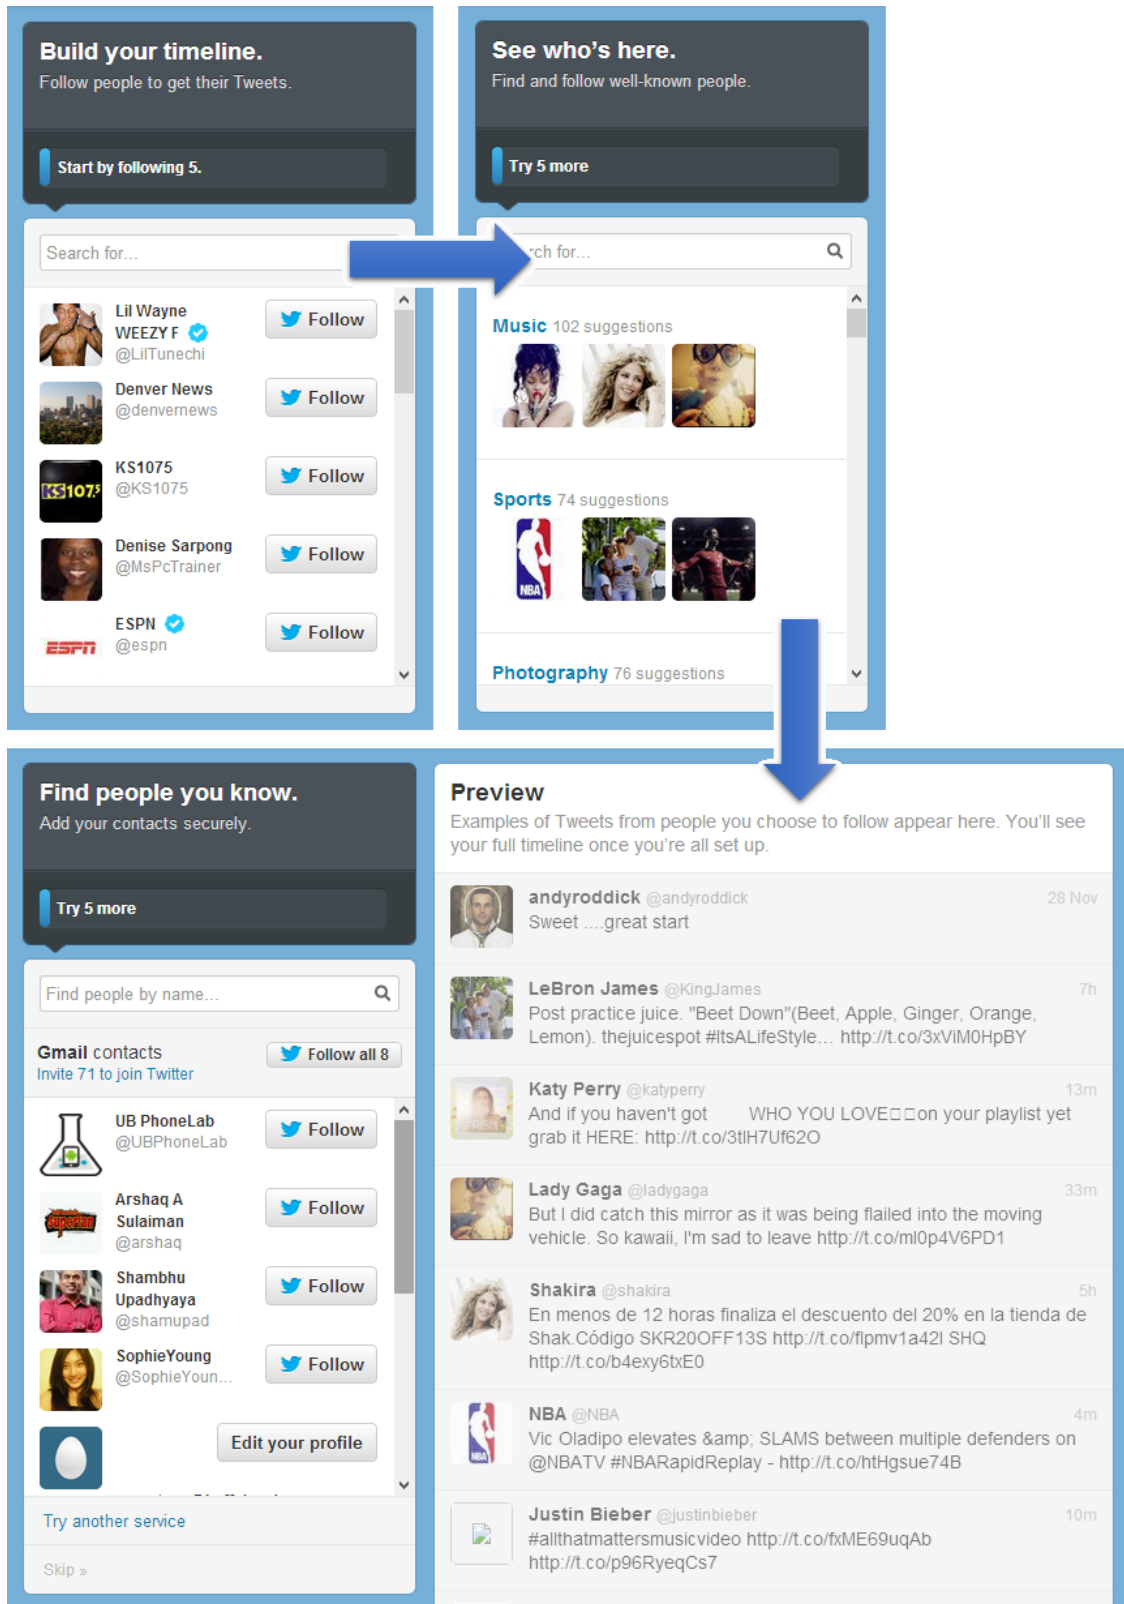 Build your timeline.
Follow people to get their Tweets.
Start by following 5.
Search for...
Lil Wayne
WEEZY F
@LilTunechi
Follow
Denver News
@denvernews
Follow
KS107.5
KS1075
@KS1075
Follow
Denise Sarpong
@MsPcTrainer
Follow
ESPN
ESPN
@espn
Follow
See who's here.
Find and follow well-known people.
Try 5 more
rch for...
Music 102 suggestions
Sports 74 suggestions
NBA
Photography 76 suggestions
Find people you know.
Add your contacts securely.
Try 5 more
Find people by name...
Gmail contacts
Invite 71 to join Twitter
Follow all 8
UB PhoneLab
@UBPhoneLab
Follow
superfan
Arshaq A
Sulaiman
@arshaq
Follow
Shambhu
Upadhyaya
@shamupad
Follow
SophieYoung
@SophieYoun...
Follow
Edit your profile
Try another service
Skip »
Preview
Examples of Tweets from people you choose to follow appear here. You'll see
your full timeline once you're all set up.
andyroddick @andyroddick 28 Nov
Sweet ....great start
LeBron James @KingJames 7h
Post practice juice. "Beet Down"(Beet, Apple, Ginger, Orange,
Lemon). thejuicespot #ItsALifeStyle... http://t.co/3xViM0HpBY
Katy Perry @katyperry 13m
And if you haven't got WHO YOU LOVE□□on your playlist yet
grab it HERE: http://t.co/3tlH7Uf62O
Lady Gaga @ladygaga 33m
But I did catch this mirror as it was being flailed into the moving
vehicle. So kawaii, I'm sad to leave http://t.co/ml0p4V6PD1
Shakira @shakira 5h
En menos de 12 horas finaliza el descuento del 20% en la tienda de
Shak.Código SKR20OFF13S http://t.co/flpmv1a42l SHQ
http://t.co/b4exy6txE0
NBA @NBA 4m
Vic Oladipo elevates &amp; SLAMS between multiple defenders on
@NBATV #NBARapidReplay - http://t.co/htHgsue74B
Justin Bieber @justinbieber 10m
#allthatmattersmusicvideo http://t.co/fxME69uqAb
http://t.co/p96RyeqCs7